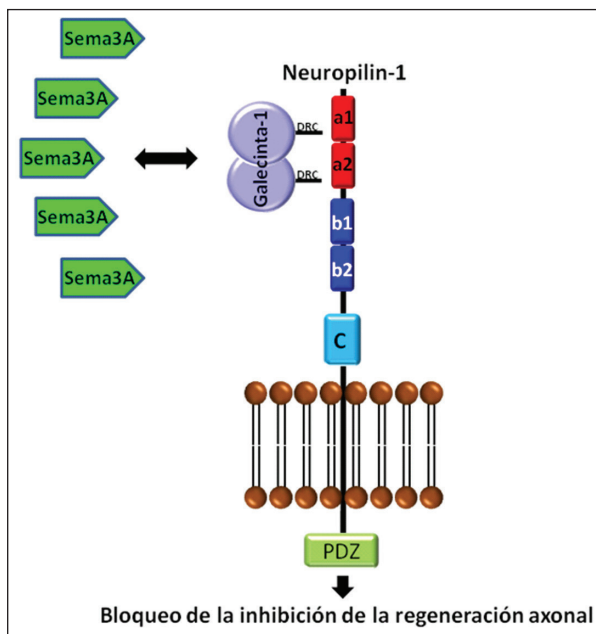 Sema3A
Neuropilin-1
Sema3A
Galecinta-1
DRC
a1
Sema3A
DRC
a2
Sema3A
b1
b2
Sema3A
C
PDZ
Bloqueo de la inhibición de la regeneración axonal